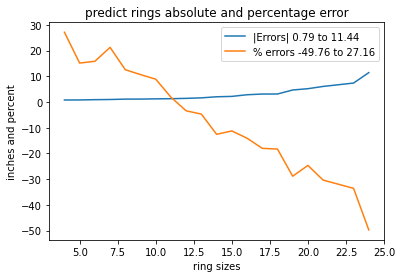 predict rings absolute and percentage error
|Errors| 0.79 to 11.44
% errors -49.76 to 27.16
inches and percent
30
20
10
0
−10
−20
−30
−40
−50
5.0 7.5 10.0 12.5 15.0 17.5 20.0 22.5 25.0
ring sizes